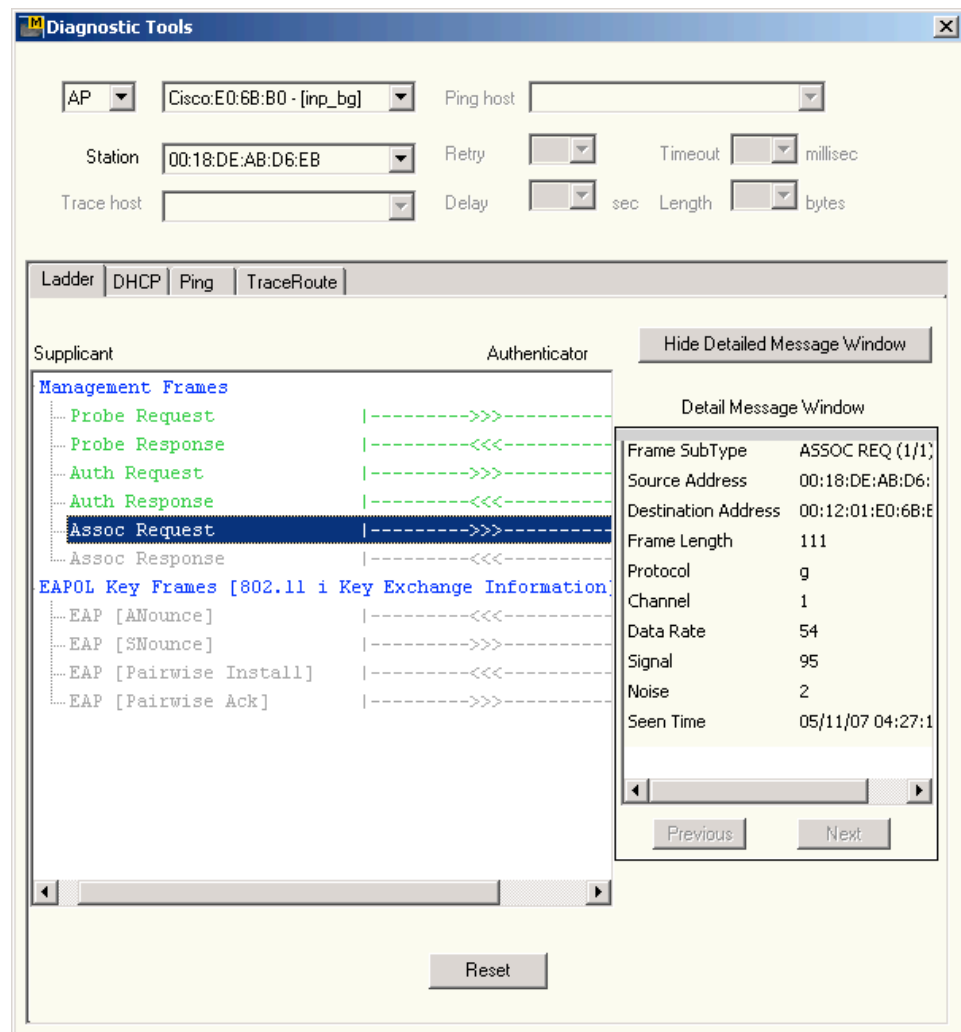 M Diagnostic Tools
AP Cisco:E0:6B:B0 - [inp_bg] Ping host
Station 00:18:DE:AB:D6:EB Retry Timeout millisec
Trace host Delay sec Length bytes
Ladder DHCP Ping TraceRoute
Hide Detailed Message Window
Supplicant Authenticator
Management Frames
Probe Request |--------->>>----------
Probe Response |---------<<<----------
Auth Request |--------->>>----------
Auth Response |---------<<<----------
Assoc Request |--------->>>----------
Assoc Response |---------<<<----------
EAPOL Key Frames [802.11 i Key Exchange Information]
EAP [ANounce] |---------<<<----------
EAP [SNounce] |--------->>>----------
EAP [Pairwise Install] |---------<<<----------
EAP [Pairwise Ack] |--------->>>----------
Detail Message Window
Frame SubType ASSOC REQ (1/1)
Source Address 00:18:DE:AB:D6:
Destination Address 00:12:01:E0:6B:
Frame Length 111
Protocol g
Channel 1
Data Rate 54
Signal 95
Noise 2
Seen Time 05/11/07 04:27:1
Previous Next
Reset